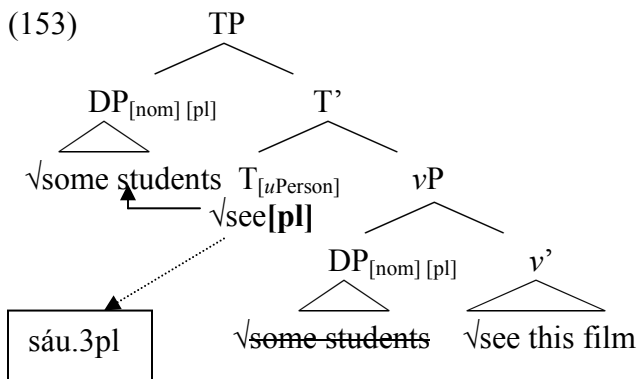 (153) TP
DP[nom] [pl] T’
√some students T[uPerson] vP
√see[pl]
DP[nom] [pl] v’
sáu.3pl √some students √see this film